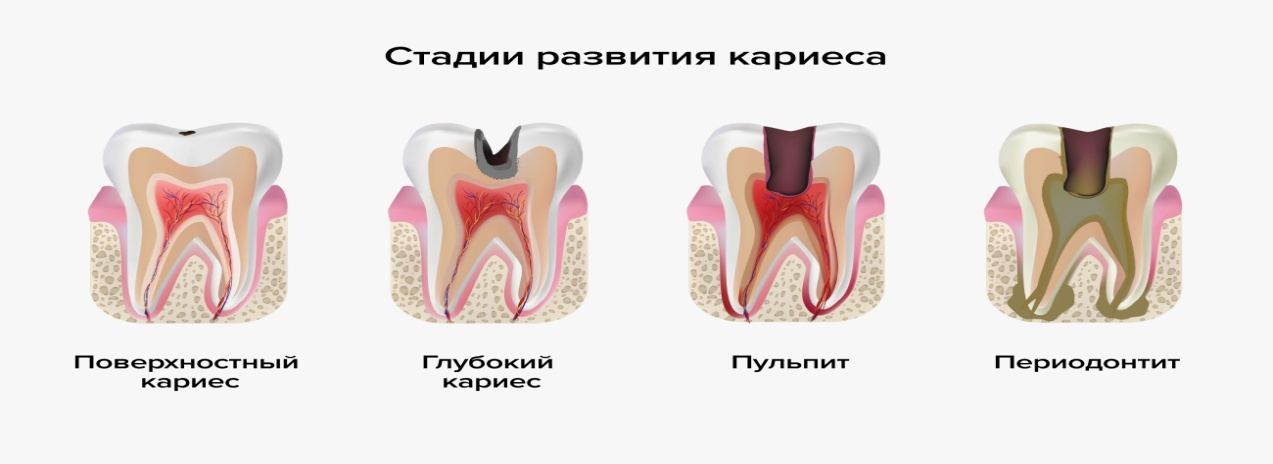 Стадии развития кариеса
Поверхностный
кариес
Глубокий
кариес
Пульпит
Периодонтит